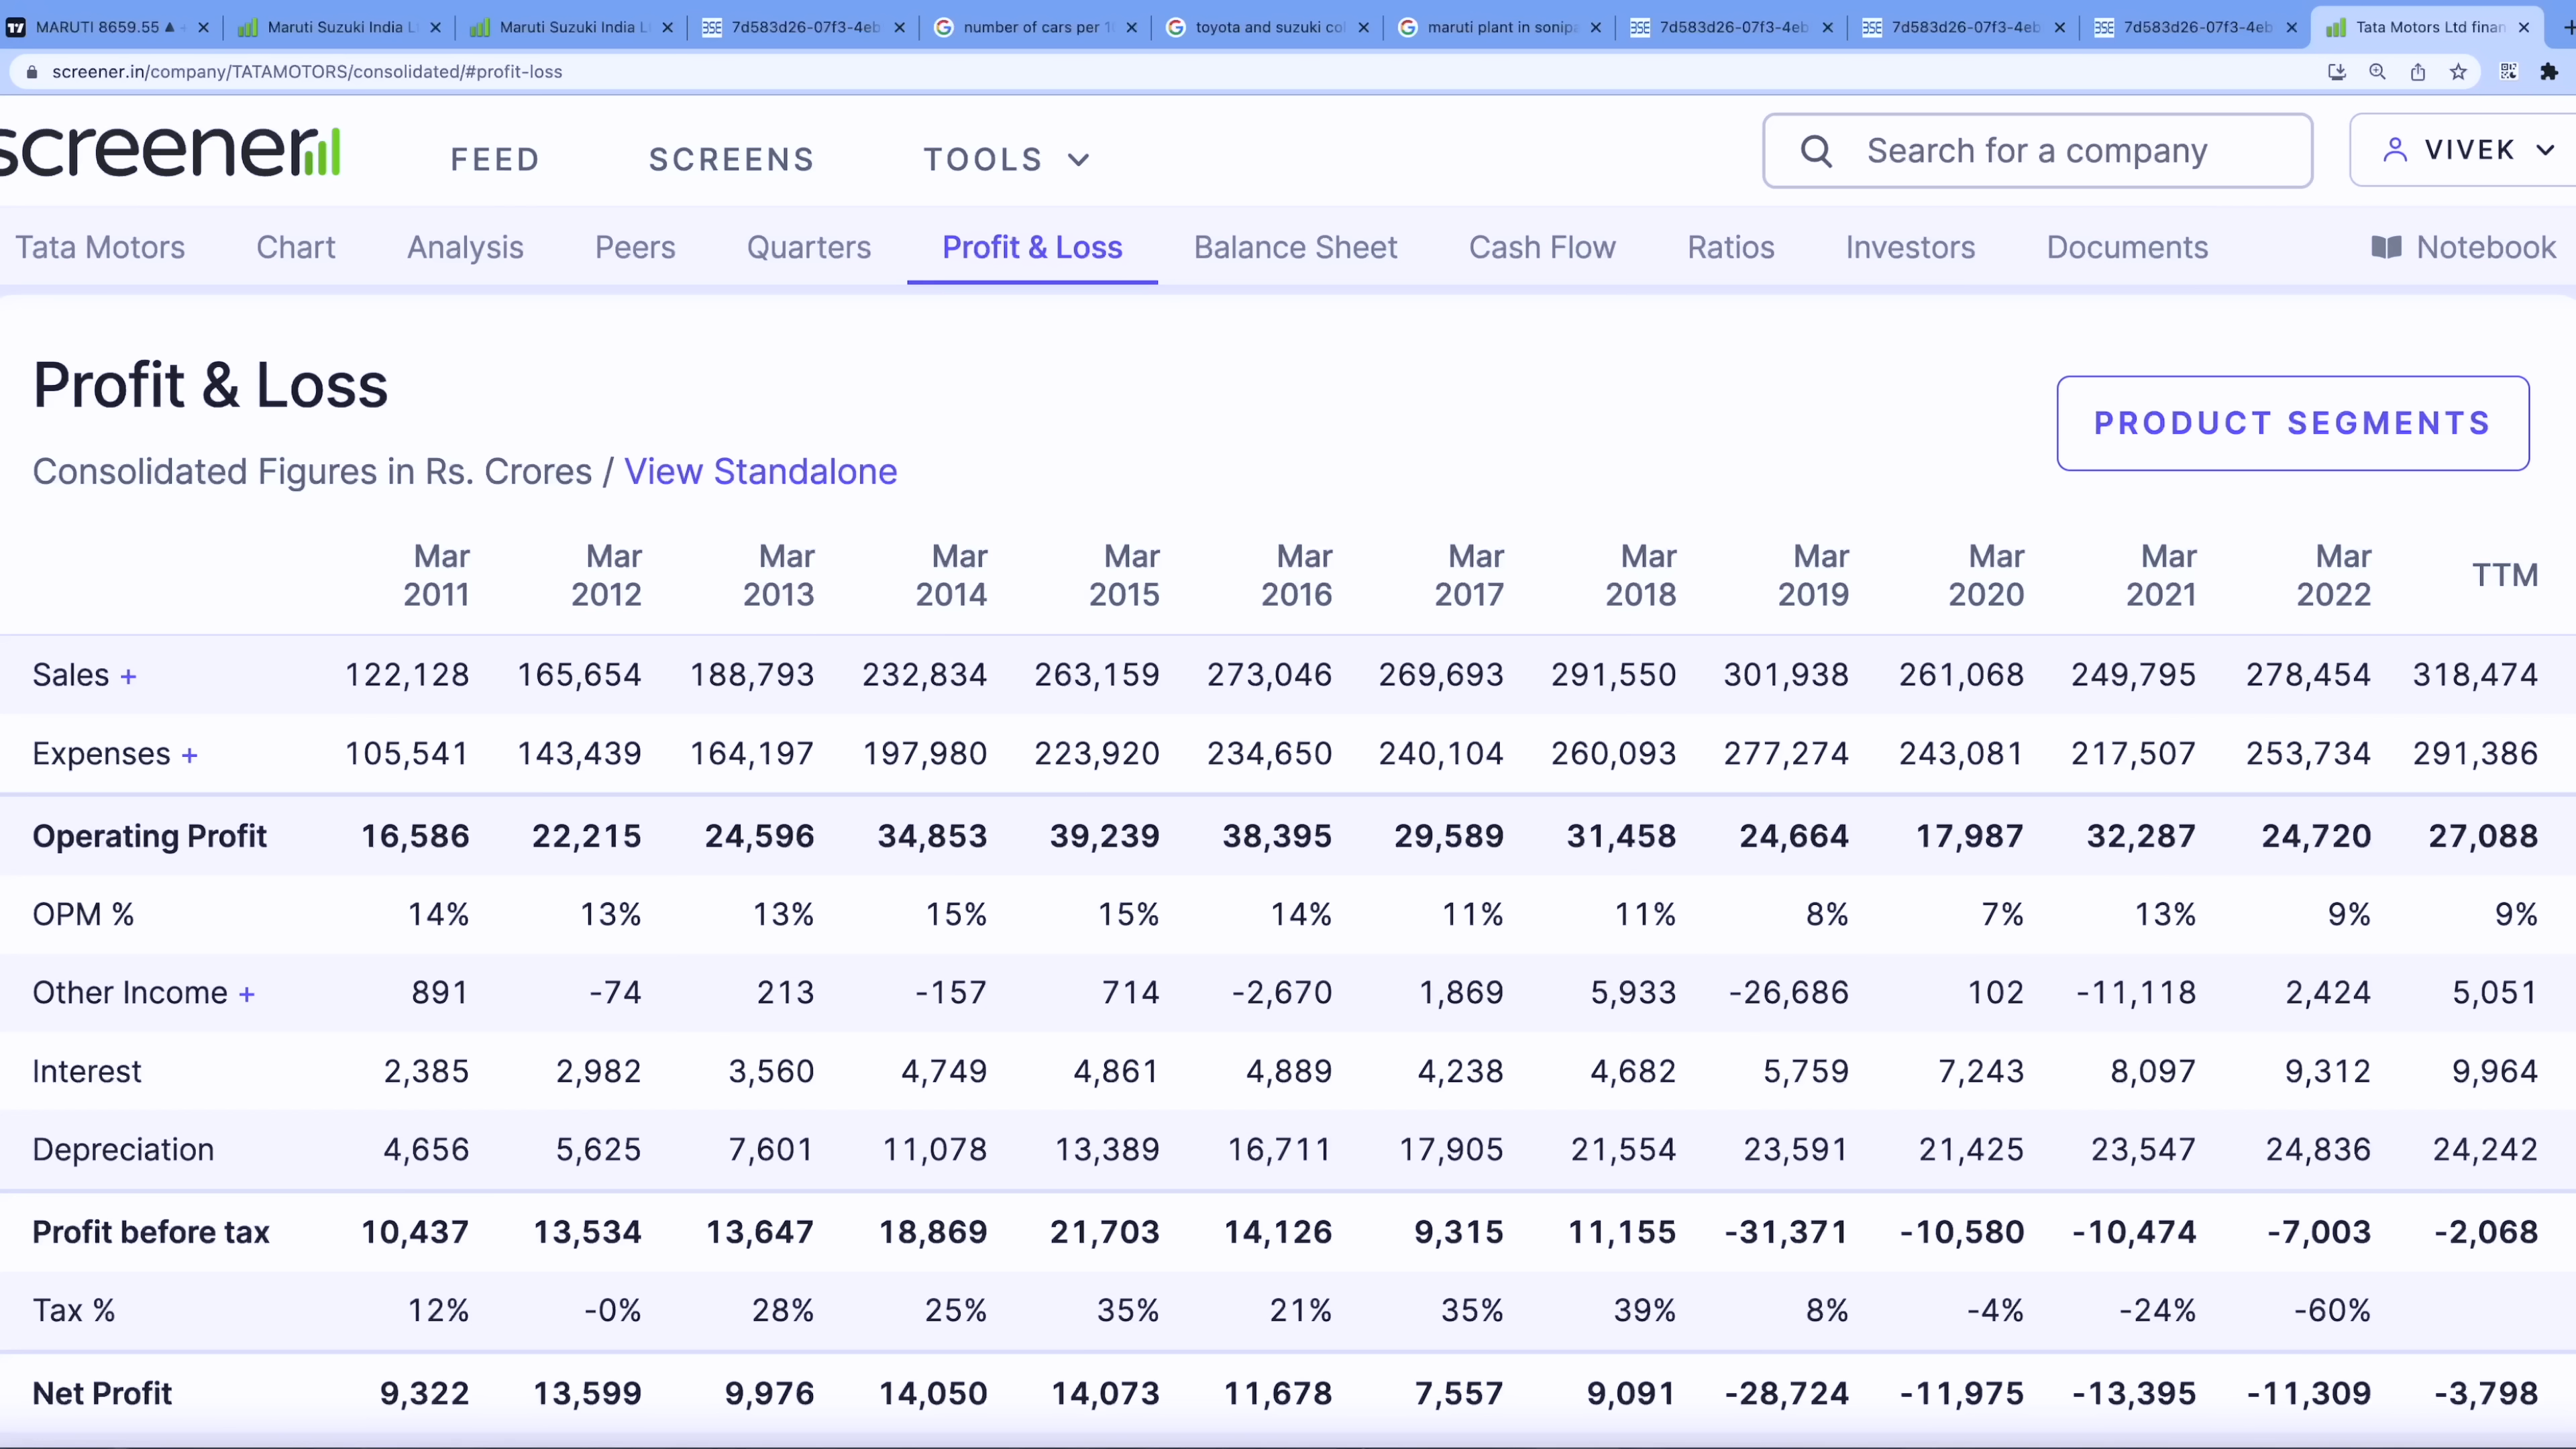 MARUTI 8659.55 ▲ Maruti Suzuki India L Maruti Suzuki India L 7d583d26-07f3-4eb number of cars per 1 toyota and suzuki co maruti plant in sonip 7d583d26-07f3-4eb 7d583d26-07f3-4eb 7d583d26-07f3-4eb Tata Motors Ltd finan
screener.in/company/TATAMOTORS/consolidated/#profit-loss
screener FEED SCREENS TOOLS Search for a company VIVEK
Tata Motors Chart Analysis Peers Quarters Profit & Loss Balance Sheet Cash Flow Ratios Investors Documents Notebook
Profit & Loss
PRODUCT SEGMENTS
Consolidated Figures in Rs. Crores / View Standalone
Mar 2011 Mar 2012 Mar 2013 Mar 2014 Mar 2015 Mar 2016 Mar 2017 Mar 2018 Mar 2019 Mar 2020 Mar 2021 Mar 2022 TTM
Sales + 122,128 165,654 188,793 232,834 263,159 273,046 269,693 291,550 301,938 261,068 249,795 278,454 318,474
Expenses + 105,541 143,439 164,197 197,980 223,920 234,650 240,104 260,093 277,274 243,081 217,507 253,734 291,386
Operating Profit 16,586 22,215 24,596 34,853 39,239 38,395 29,589 31,458 24,664 17,987 32,287 24,720 27,088
OPM % 14% 13% 13% 15% 15% 14% 11% 11% 8% 7% 13% 9% 9%
Other Income + 891 -74 213 -157 714 -2,670 1,869 5,933 -26,686 102 -11,118 2,424 5,051
Interest 2,385 2,982 3,560 4,749 4,861 4,889 4,238 4,682 5,759 7,243 8,097 9,312 9,964
Depreciation 4,656 5,625 7,601 11,078 13,389 16,711 17,905 21,554 23,591 21,425 23,547 24,836 24,242
Profit before tax 10,437 13,534 13,647 18,869 21,703 14,126 9,315 11,155 -31,371 -10,580 -10,474 -7,003 -2,068
Tax % 12% -0% 28% 25% 35% 21% 35% 39% 8% -4% -24% -60%
Net Profit 9,322 13,599 9,976 14,050 14,073 11,678 7,557 9,091 -28,724 -11,975 -13,395 -11,309 -3,798